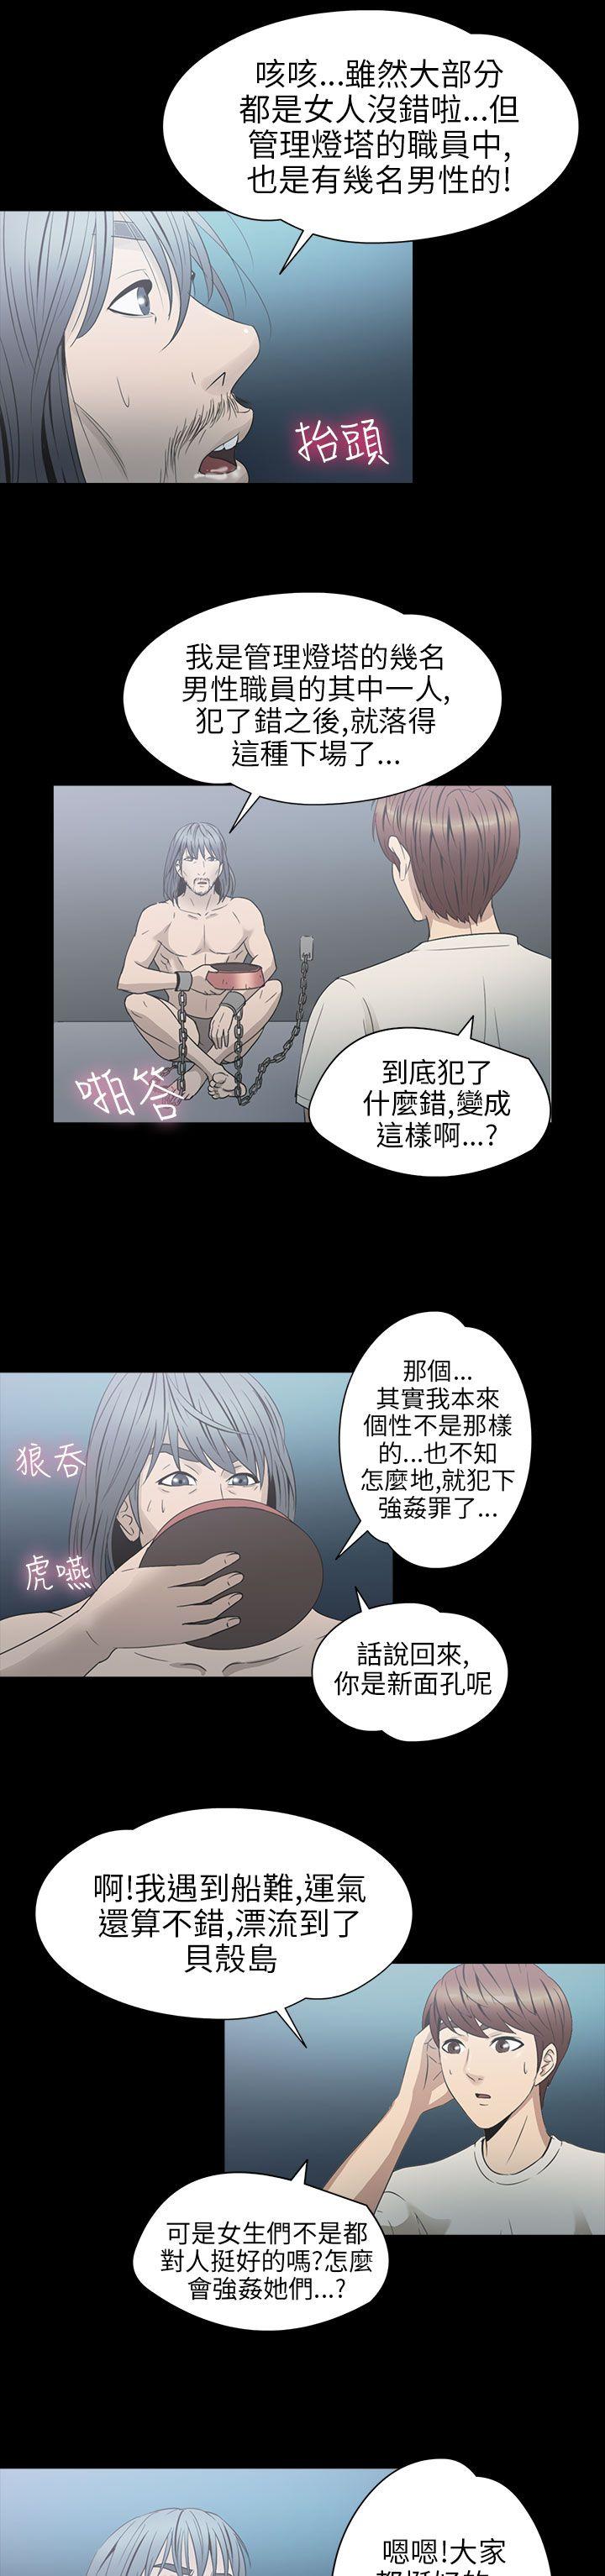 咳咳...雖然大部分
都是女人沒錯啦...但
管理燈塔的職員中,
也是有幾名男性的!
抬頭
我是管理燈塔的幾名
男性職員的其中一人,
犯了錯之後,就落得
這種下場了...
啪答
到底犯了
什麼錯,變成
這樣啊...?
那個...
其實我本來
個性不是那樣
的...也不知
怎麼地,就犯下
強姦罪了...
狼吞
虎嚥
話說回來,
你是新面孔呢
啊!我遇到船難,運氣
還算不錯,漂流到了
貝殼島
可是女生們不是都
對人挺好的嗎?怎麼
會強姦她們...?
嗯嗯!大家
都挺好的